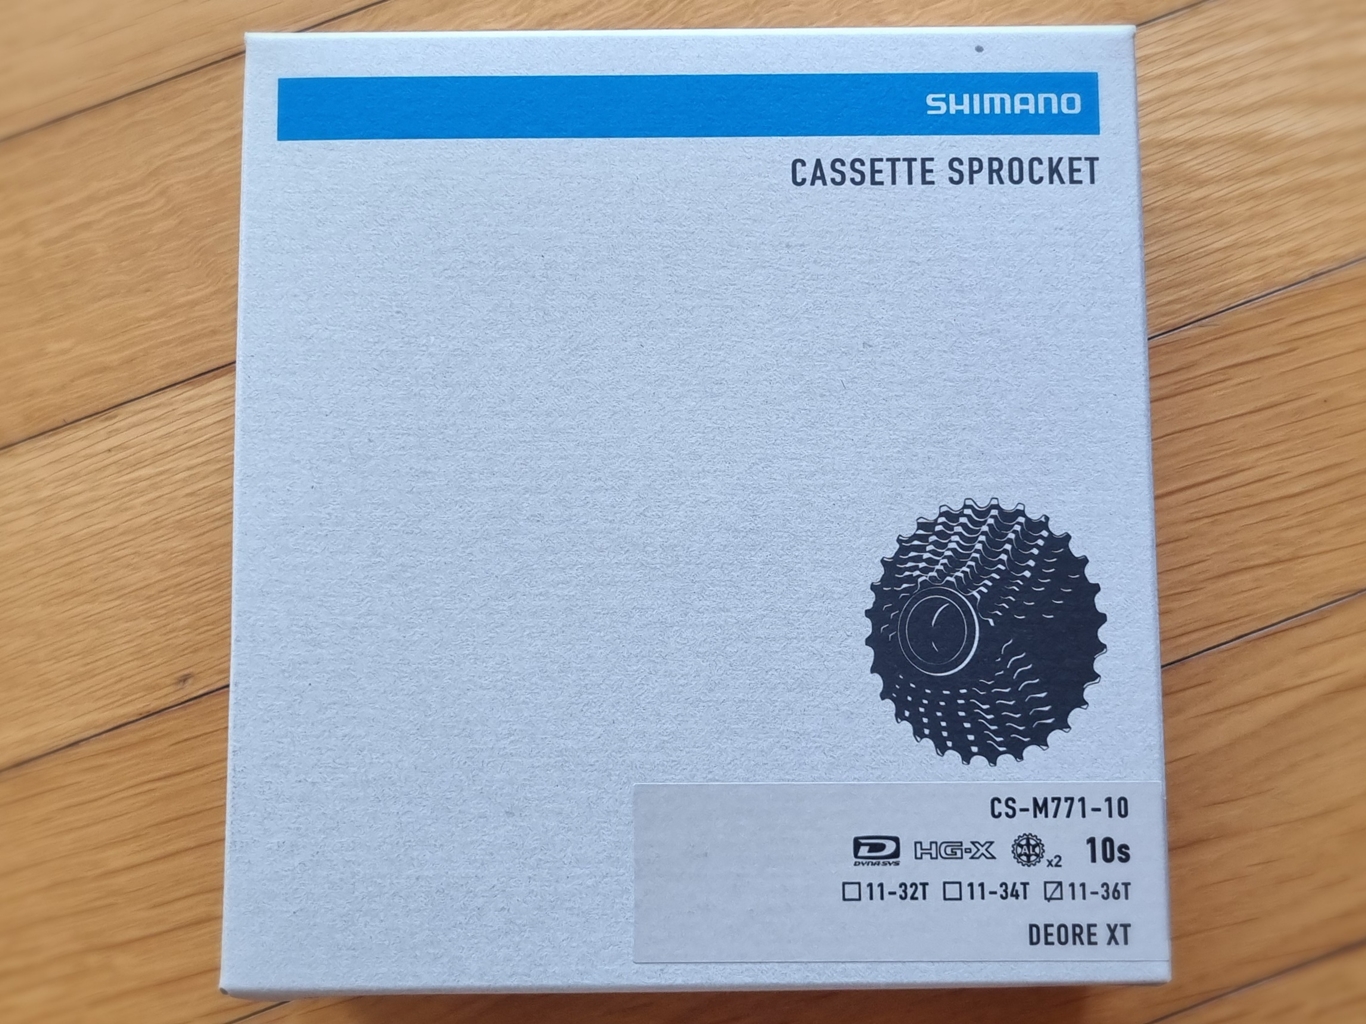 SHIMANO
CASSETTE SPROCKET
CS-M771-10
D DYNA-SYS HG-X AL x2 10s
☐11-32T ☐11-34T ☑11-36T
DEORE XT